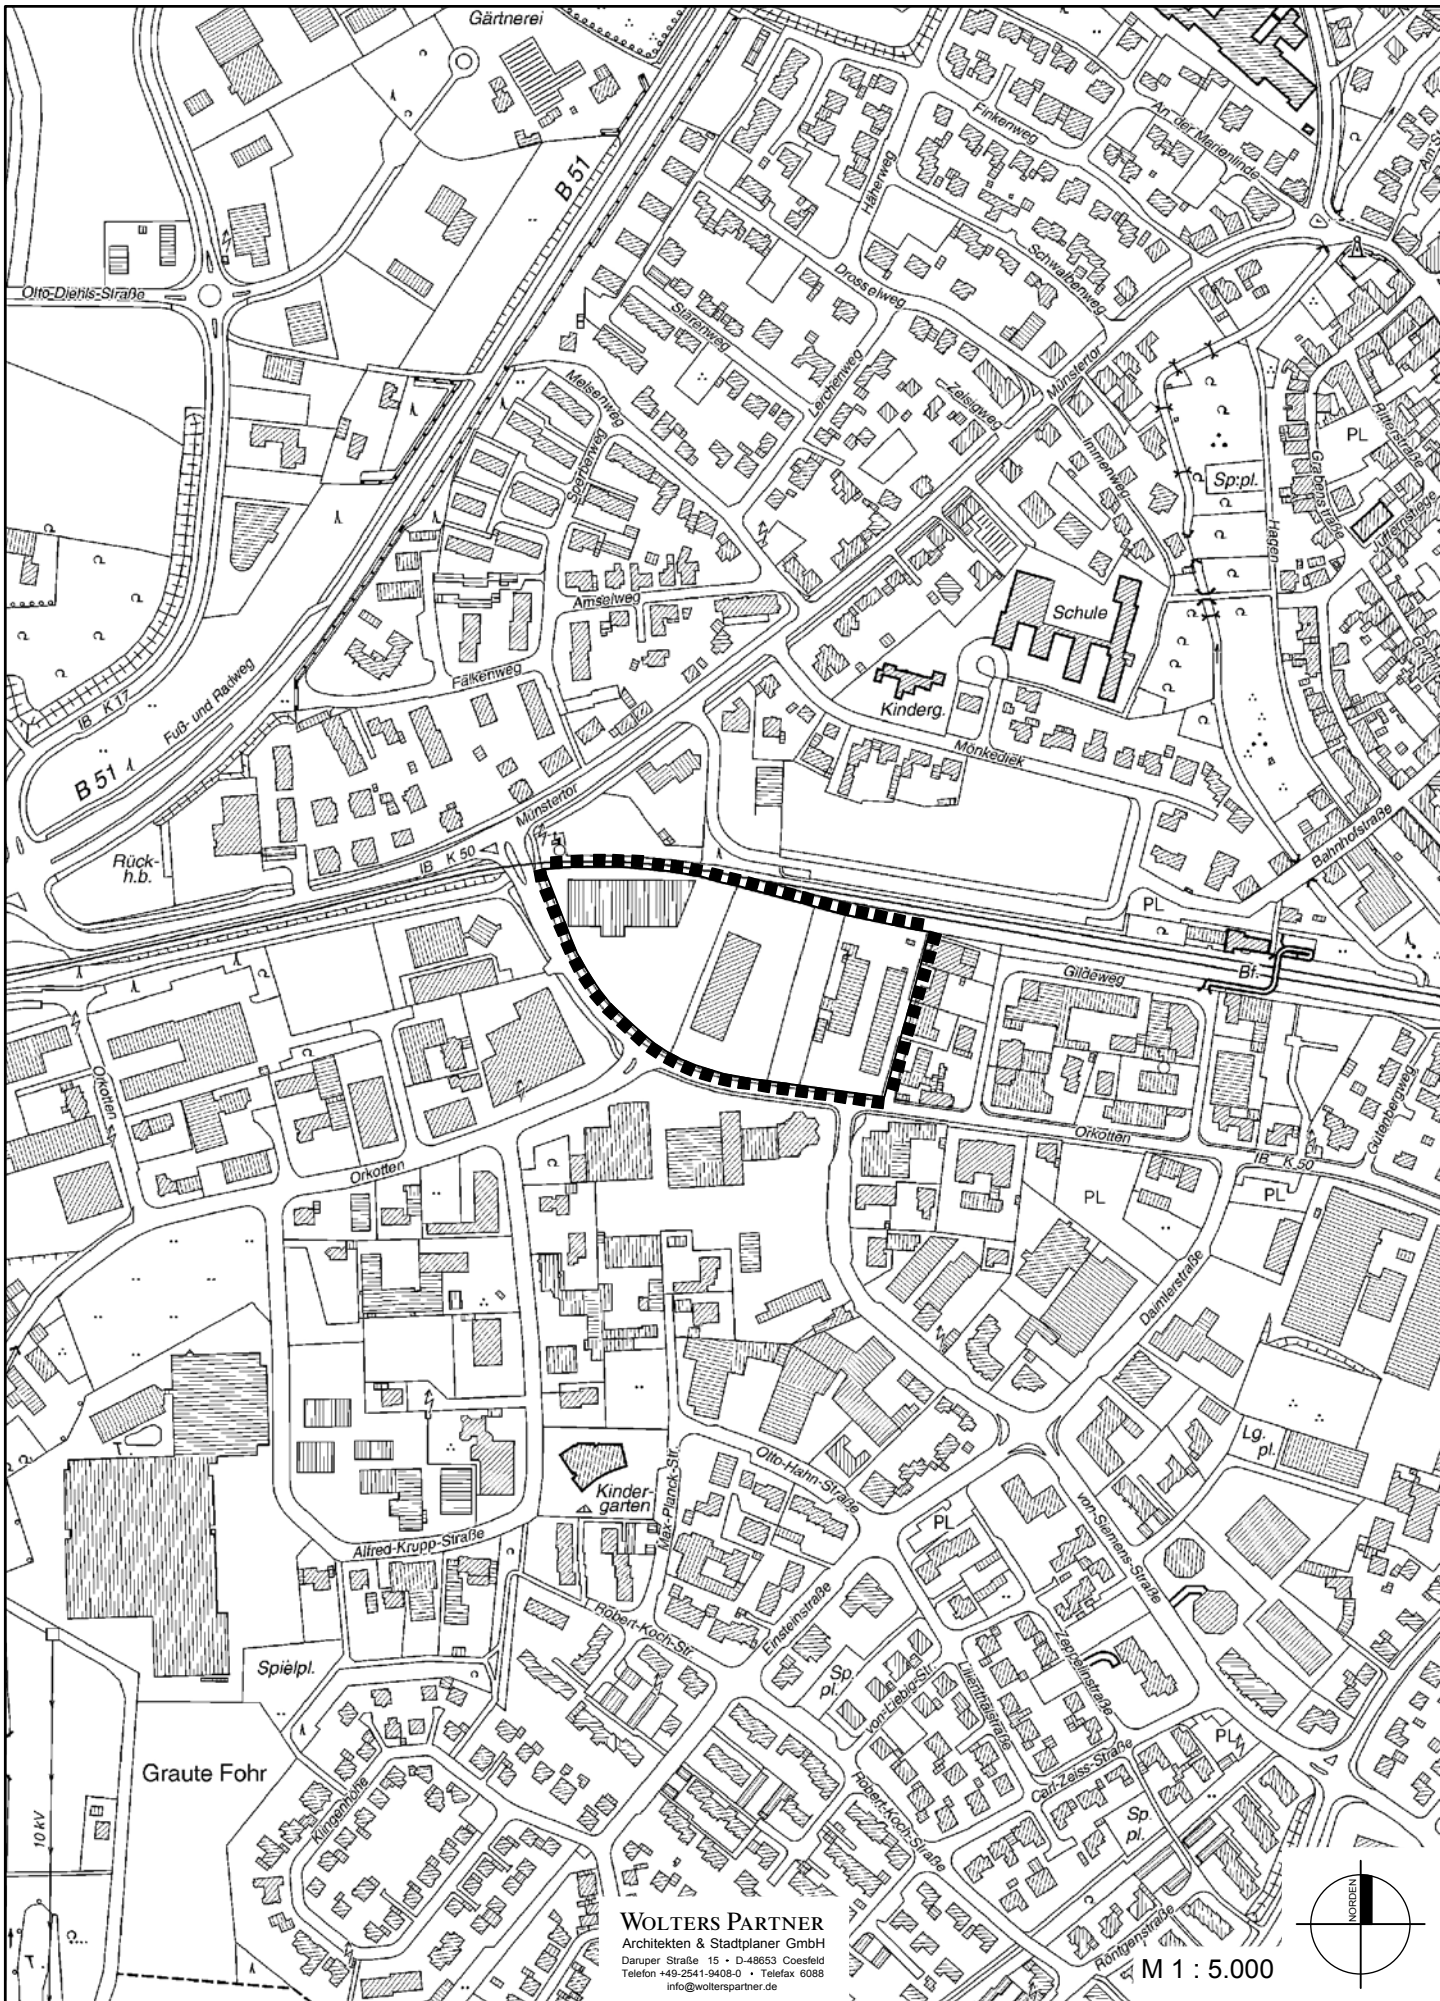 Gärtnerei
B 51
Finkenweg
An der Marienlinde
Häherweg
Schwalbenweg
Drosselweg
Otto-Diehls-Straße
Starenweg
Lerchenweg
Zeisigweg
Münstertor
Meisenweg
Sperberweg
Immenweg
Ritterstraße
PL
Grabenstraße
Sp.pl.
Hagen
Amselweg
Schule
Falkenweg
Kinderg.
Fuß- und Radweg
IB K 17
B 51
Mönkediek
Münstertor
Bahnhofstraße
Rück-
h.b.
IB K 50
PL
Bf.
Gildeweg
Orkotten
Gutenbergweg
Orkotten
IB K 50
Orkotten
PL
PL
Daimlerstraße
Lg.
pl.
T.
Otto-Hahn-Straße
Kinder-
garten
Max-Planck-Str.
von-Siemens-Straße
PL
Alfred-Krupp-Straße
Robert-Koch-Str.
Einsteinstraße
Zeppelinstraße
Spielpl.
Sp.
pl.
von-Liebig-Str.
Lilienthalstraße
PL
Graute Fohr
Carl-Zeiss-Straße
Klingenhöhe
Robert-Koch-Straße
Sp.
pl.
10 kV
T.
Röntgenstraße
NORDEN
WOLTERS PARTNER
Architekten & Stadtplaner GmbH
Daruper Straße 15 • D-48653 Coesfeld
Telefon +49-2541-9408-0 • Telefax 6088
info@wolterspartner.de
M 1 : 5.000